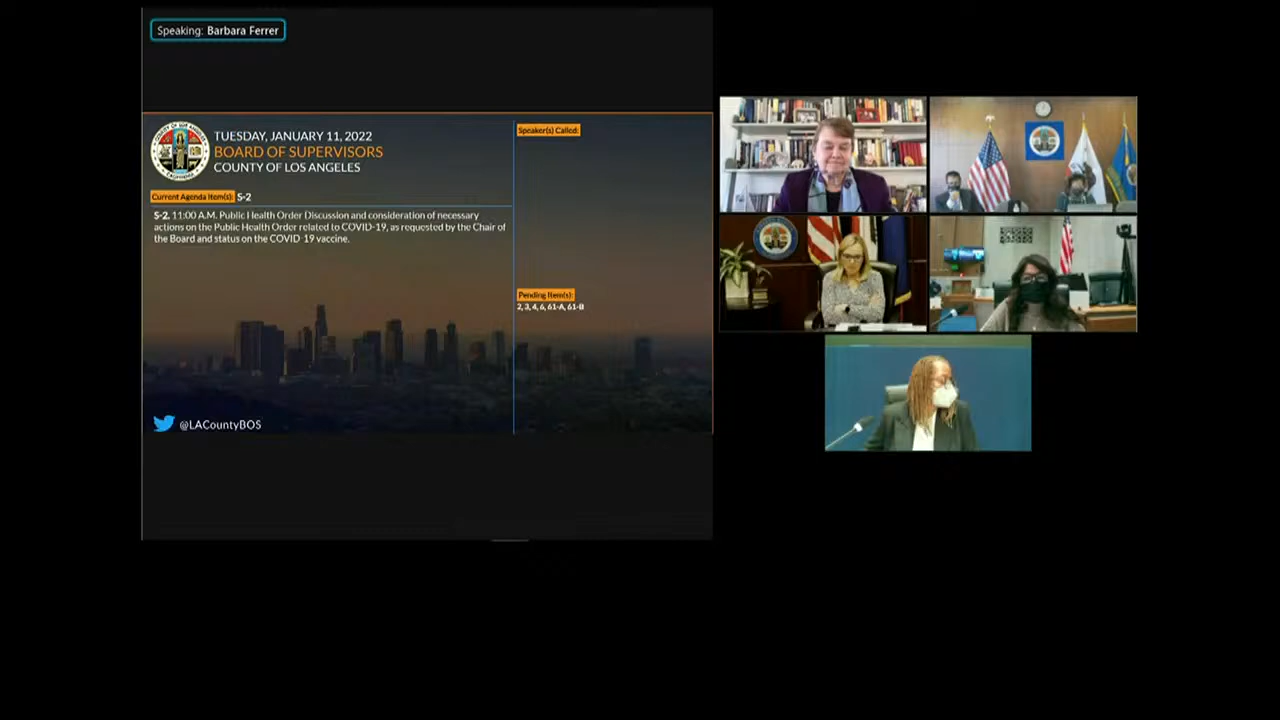 Speaking: Barbara Ferrer
TUESDAY, JANUARY 11, 2022
BOARD OF SUPERVISORS
COUNTY OF LOS ANGELES
Current Agenda Item(s): S-2
S-2. 11:00 A.M. Public Health Order Discussion and consideration of necessary
actions on the Public Health Order related to COVID-19, as requested by the Chair of
the Board and status on the COVID-19 vaccine.
Speaker(s) Called:
Pending Item(s):
2, 3, 4, 6, 61-A, 61-B
@LACountyBOS